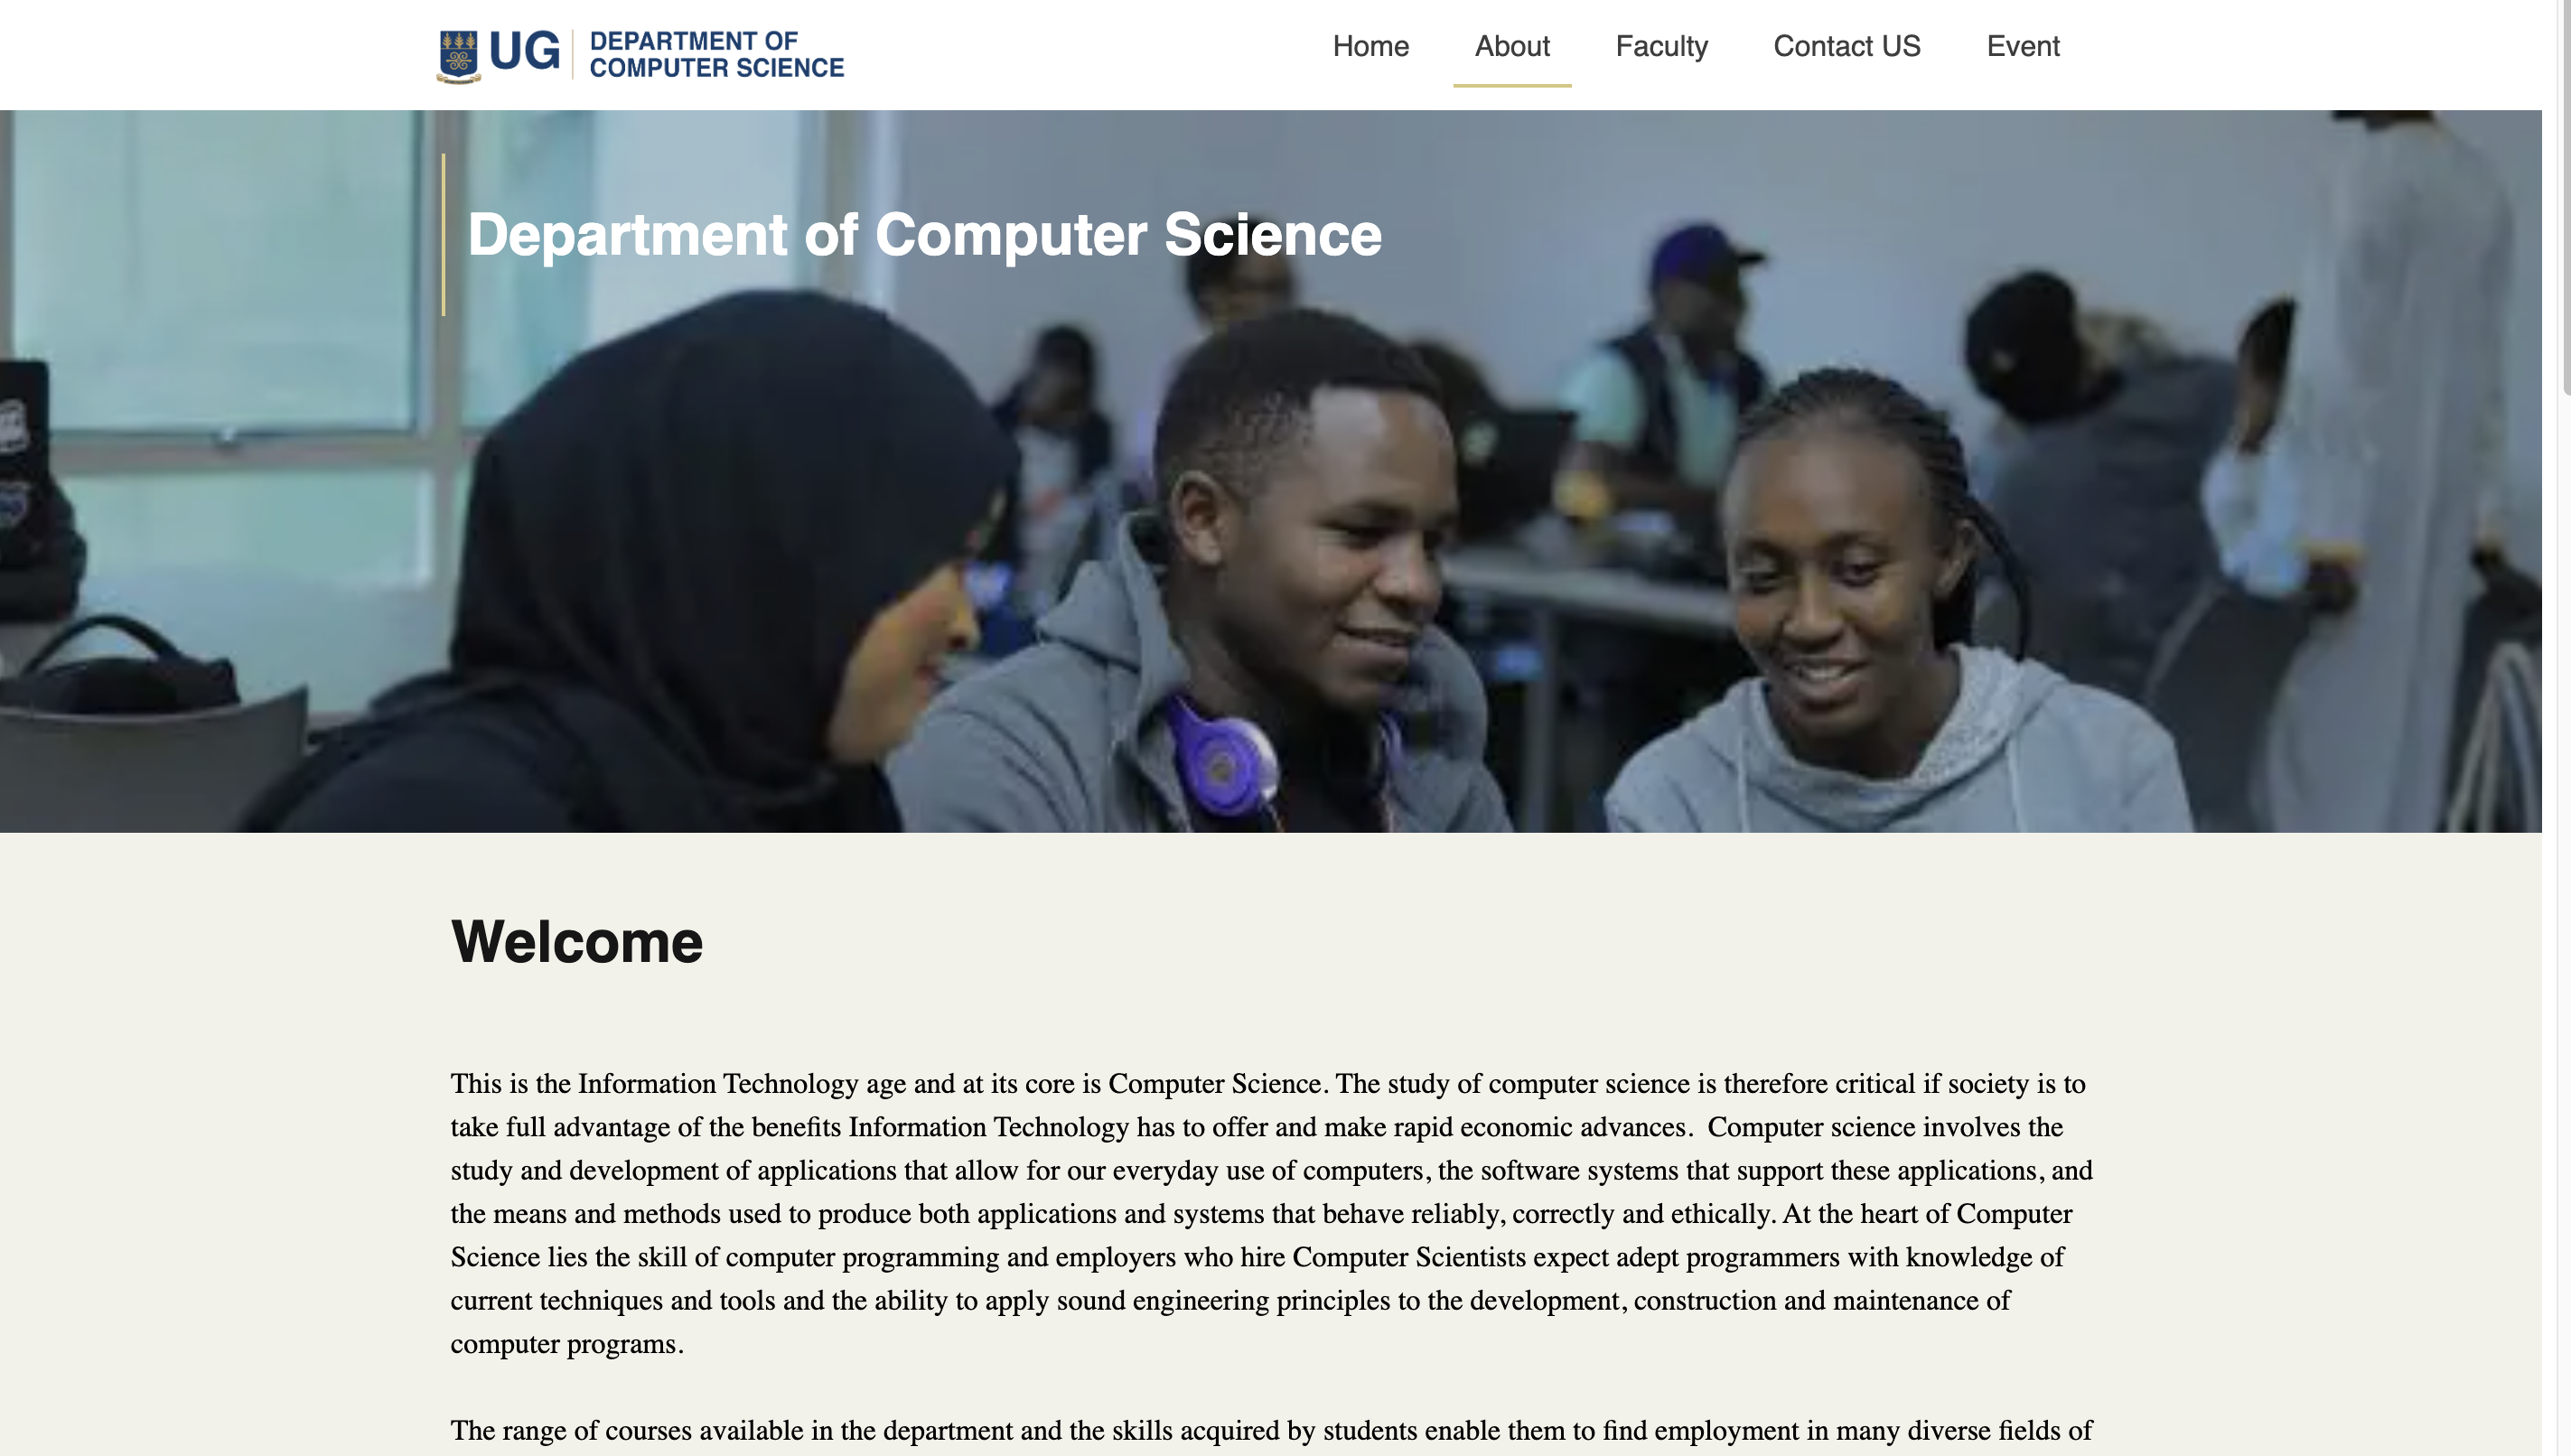 UG
DEPARTMENT OF
COMPUTER SCIENCE
Home About Faculty Contact US Event
Department of Computer Science
Welcome
This is the Information Technology age and at its core is Computer Science. The study of computer science is therefore critical if society is to
take full advantage of the benefits Information Technology has to offer and make rapid economic advances.  Computer science involves the
study and development of applications that allow for our everyday use of computers, the software systems that support these applications, and
the means and methods used to produce both applications and systems that behave reliably, correctly and ethically. At the heart of Computer
Science lies the skill of computer programming and employers who hire Computer Scientists expect adept programmers with knowledge of
current techniques and tools and the ability to apply sound engineering principles to the development, construction and maintenance of
computer programs.
The range of courses available in the department and the skills acquired by students enable them to find employment in many diverse fields of